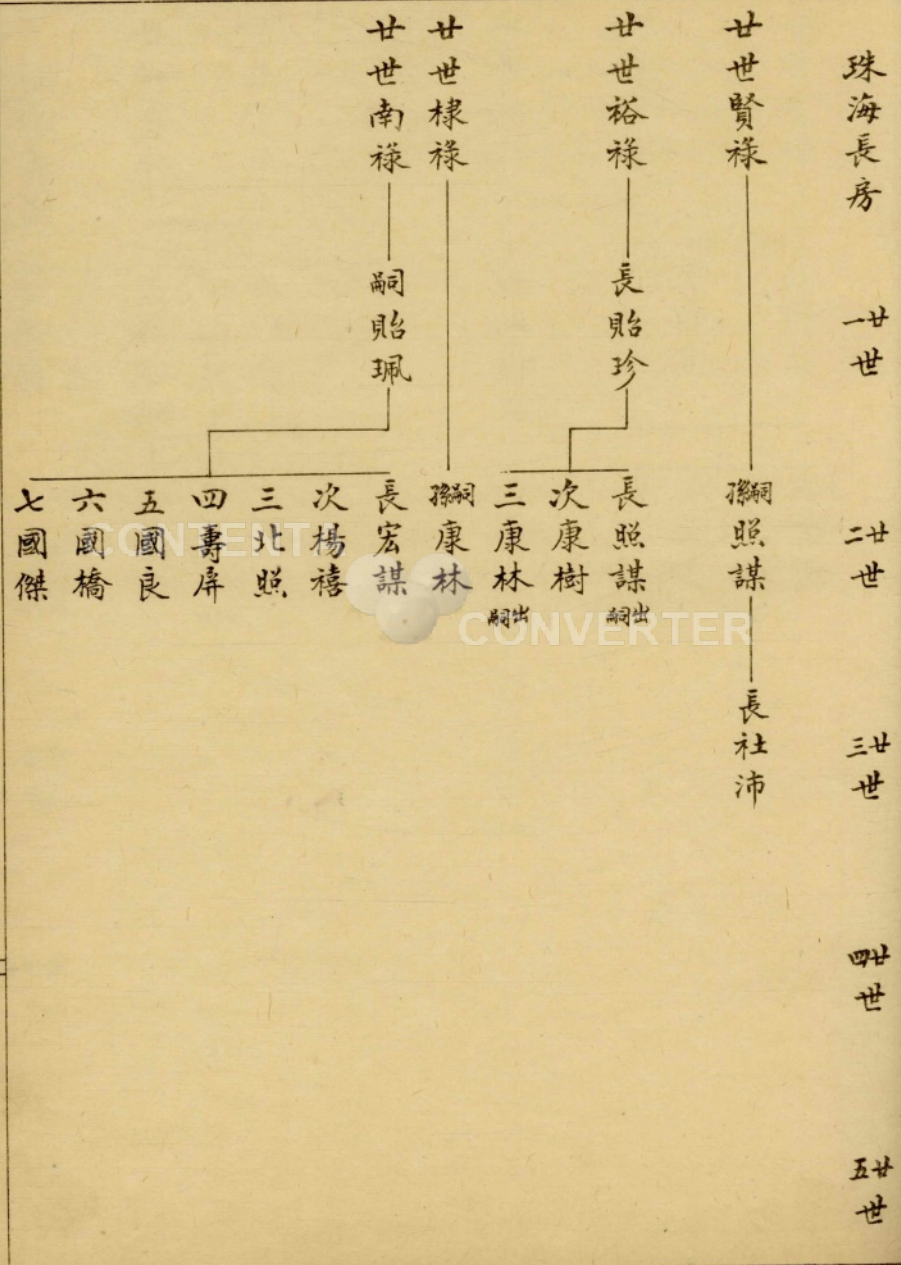 珠海長房
廿一世
廿二世
廿三世
廿四世
廿五世
廿世賢祿
嗣孫照謀
長社沛
廿世裕祿
長貽珍
長照謀出嗣
次康樹
三康林出嗣
廿世棣祿
嗣孫康林
廿世南祿
嗣貽珮
長宏謀
次楊禧
三北照
四壽屏
五國良
六國橋
七國傑
CONTENT
CONVERTER